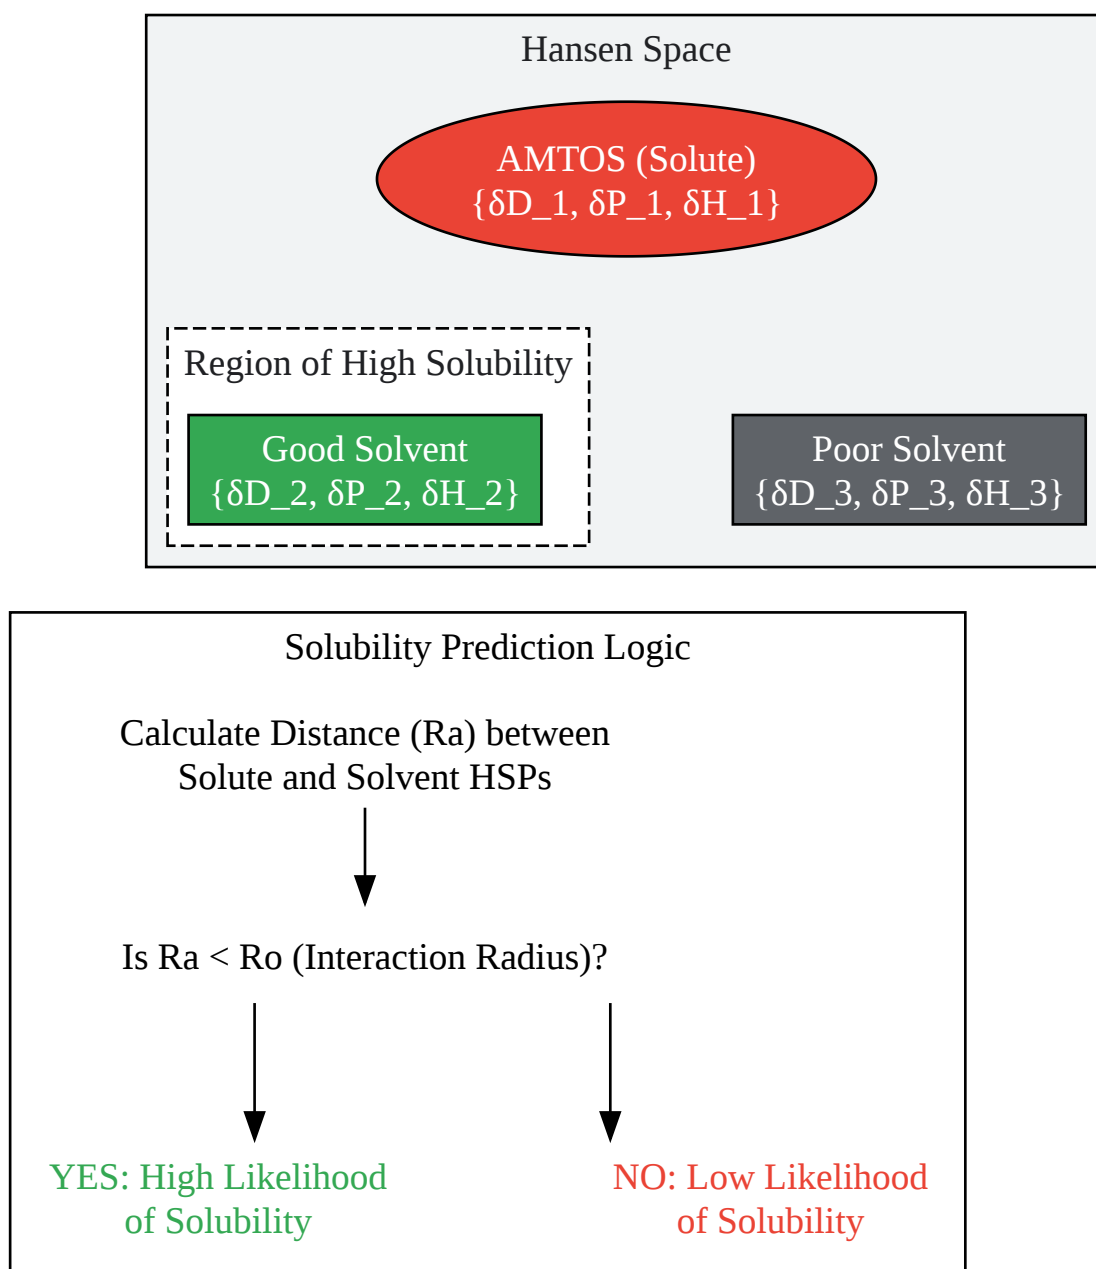 Hansen Space
AMTOS (Solute)
{δD_1, δP_1, δH_1}
Region of High Solubility
Good Solvent
{δD_2, δP_2, δH_2}
Poor Solvent
{δD_3, δP_3, δH_3}
Solubility Prediction Logic
Calculate Distance (Ra) between
Solute and Solvent HSPs
Is Ra < Ro (Interaction Radius)?
YES: High Likelihood
of Solubility
NO: Low Likelihood
of Solubility